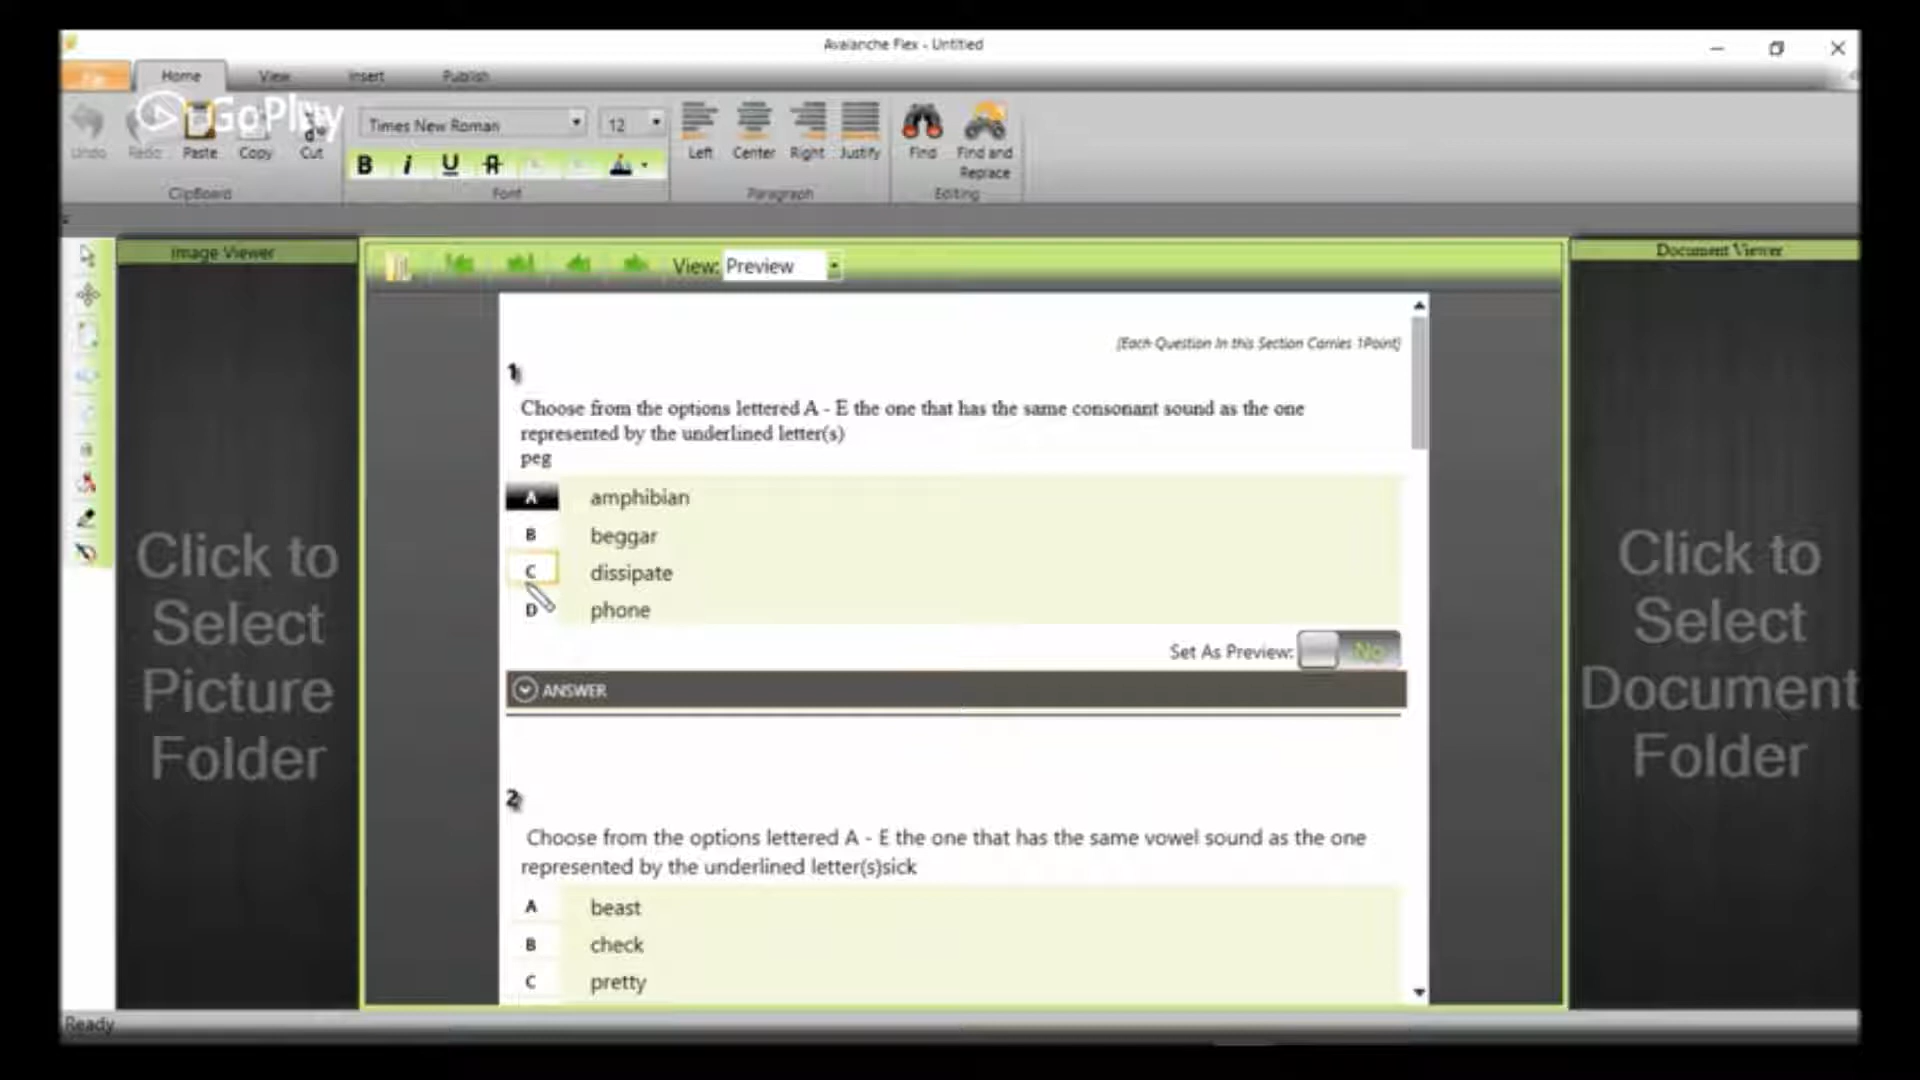 Avalanche Flex - Untitled
Home View Insert Publish
GoPlay
Undo Redo Paste Copy Cut
Times New Roman 12
B i U R
Left Center Right Justify
Find Find and Replace
ClipBoard Font Paragraph Editing
Image Viewer
View: Preview
Document Viewer
[Each Question In this Section Carries 1Point]
1
Choose from the options lettered A - E the one that has the same consonant sound as the one
represented by the underlined letter(s)
peg
A amphibian
B beggar
C dissipate
D phone
Set As Preview: No
ANSWER
2
Choose from the options lettered A - E the one that has the same vowel sound as the one
represented by the underlined letter(s)sick
A beast
B check
C pretty
Click to
Select
Picture
Folder
Click to
Select
Document
Folder
Ready